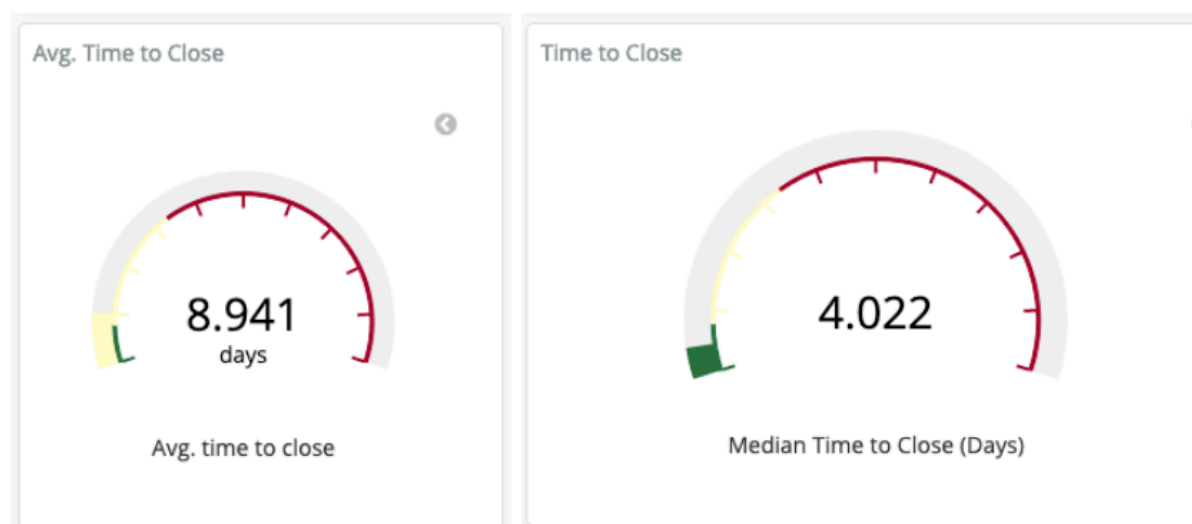 Avg. Time to Close
8.941
days
Avg. time to close
Time to Close
4.022
Median Time to Close (Days)